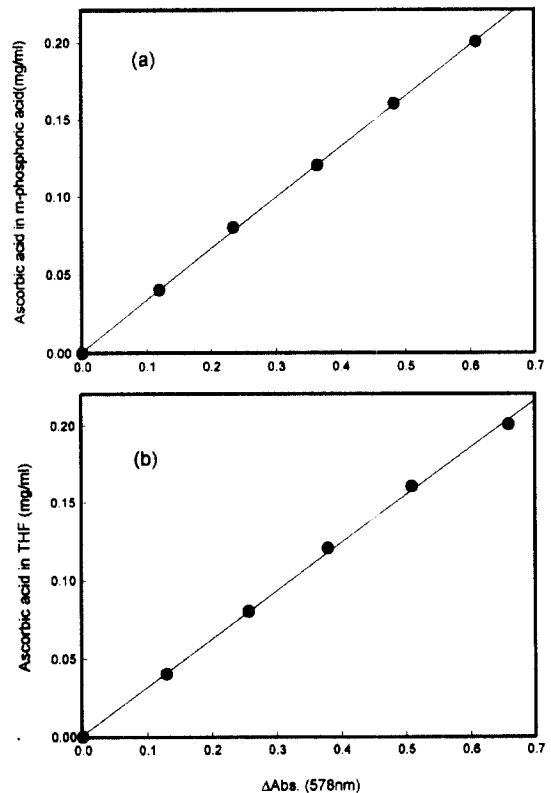 (a)
Ascorbic acid in m-phosphoric acid(mg/ml)
0.20
0.15
0.10
0.05
0.00
0.0 0.1 0.2 0.3 0.4 0.5 0.6 0.7
(b)
Ascorbic acid in THF (mg/ml)
0.20
0.15
0.10
0.05
0.00
0.0 0.1 0.2 0.3 0.4 0.5 0.6 0.7
ΔAbs. (578nm)